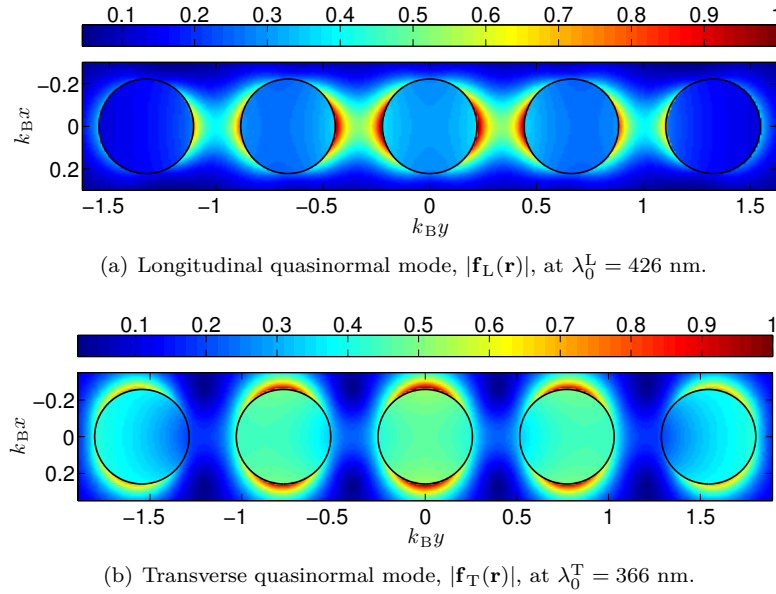 0.1 0.2 0.3 0.4 0.5 0.6 0.7 0.8 0.9 1
−0.2
0
0.2
k_B x
−1.5 −1 −0.5 0 0.5 1 1.5
k_B y
(a) Longitudinal quasinormal mode, |f_L(r)|, at λ_0^L = 426 nm.
0.1 0.2 0.3 0.4 0.5 0.6 0.7 0.8 0.9 1
−0.2
0
0.2
k_B x
−1.5 −1 −0.5 0 0.5 1 1.5
k_B y
(b) Transverse quasinormal mode, |f_T(r)|, at λ_0^T = 366 nm.